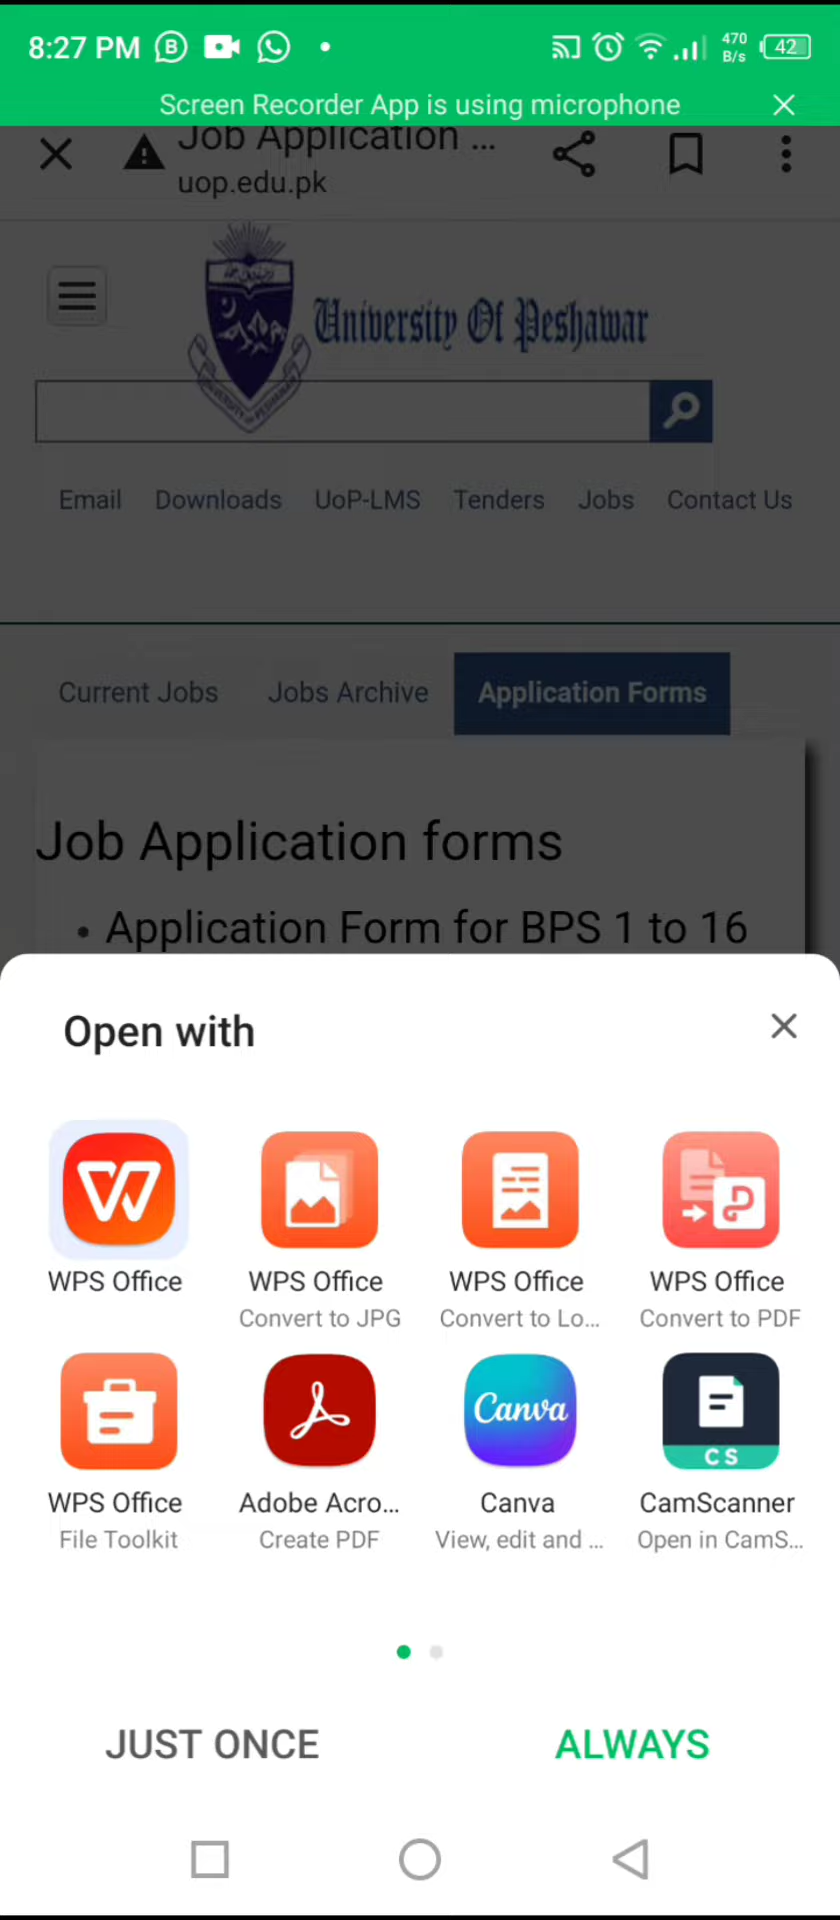 8:27 PM
470
B/s
42
Screen Recorder App is using microphone
Job Application ...
uop.edu.pk
University Of Peshawar
Email Downloads UoP-LMS Tenders Jobs Contact Us
Current Jobs Jobs Archive Application Forms
Job Application forms
• Application Form for BPS 1 to 16
Open with
WPS Office WPS Office WPS Office WPS Office
Convert to JPG Convert to Lo... Convert to PDF
Canva
CS
WPS Office Adobe Acro... Canva CamScanner
File Toolkit Create PDF View, edit and ... Open in CamS...
JUST ONCE ALWAYS